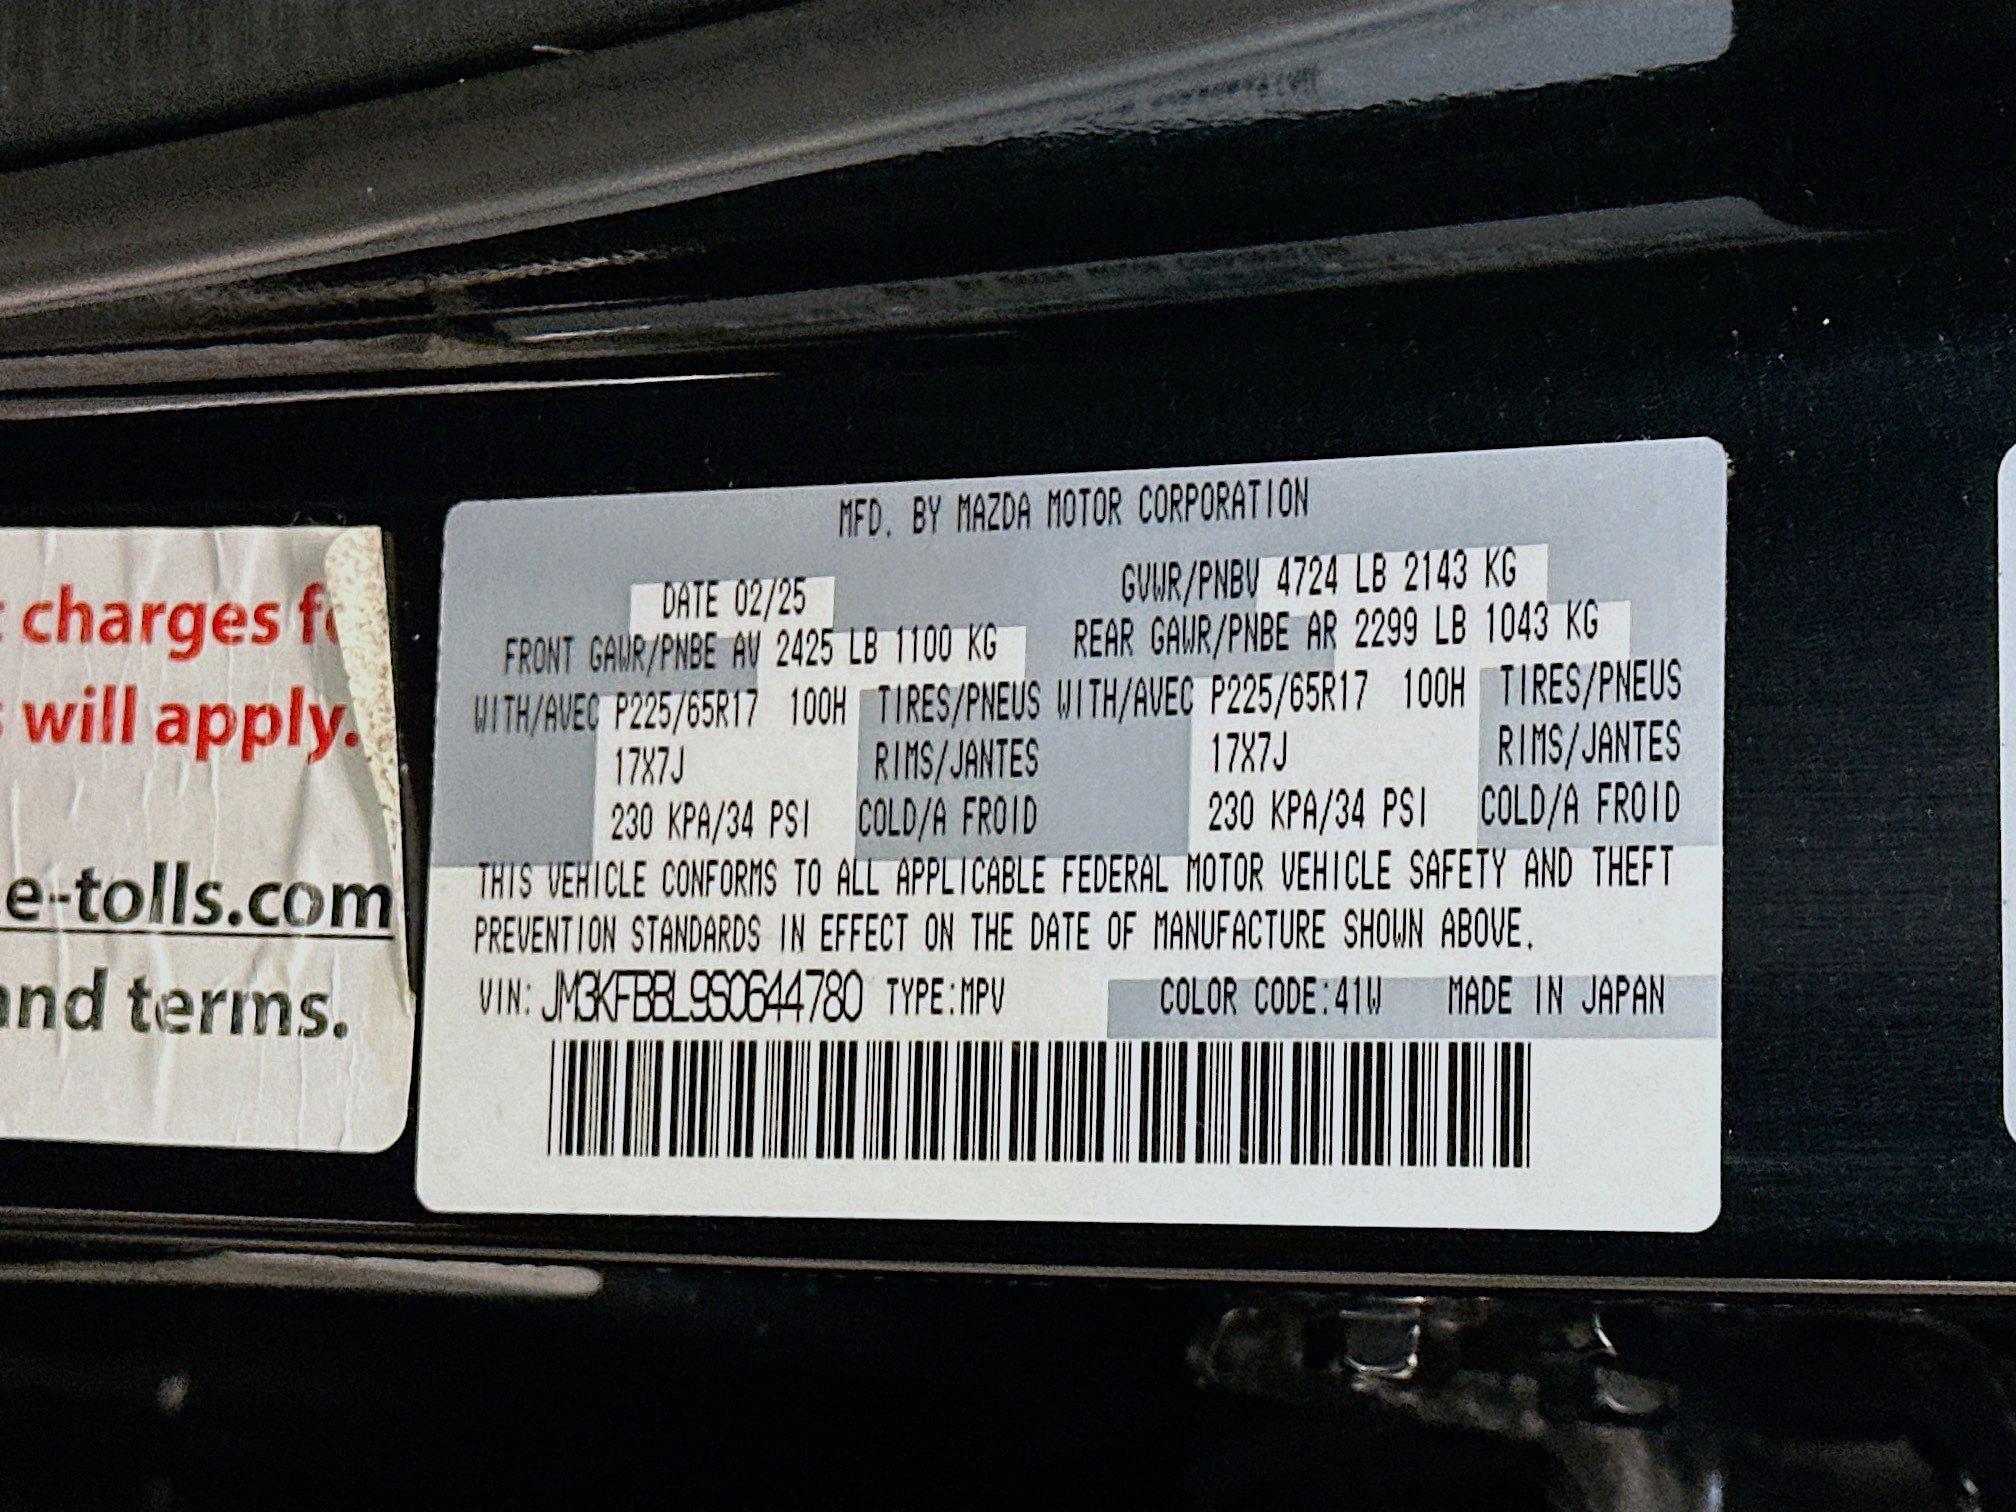 charges
will apply.
e-tolls.com
and terms.
MFD. BY MAZDA MOTOR CORPORATION
DATE 02/25 GVWR/PNBV 4724 LB 2143 KG
FRONT GAWR/PNBE AV 2425 LB 1100 KG REAR GAWR/PNBE AR 2299 LB 1043 KG
WITH/AVEC P225/65R17 100H TIRES/PNEUS WITH/AVEC P225/65R17 100H TIRES/PNEUS
17X7J RIMS/JANTES 17X7J RIMS/JANTES
230 KPA/34 PSI COLD/A FROID 230 KPA/34 PSI COLD/A FROID
THIS VEHICLE CONFORMS TO ALL APPLICABLE FEDERAL MOTOR VEHICLE SAFETY AND THEFT
PREVENTION STANDARDS IN EFFECT ON THE DATE OF MANUFACTURE SHOWN ABOVE.
VIN: JM3KFBBL9S0644780 TYPE:MPV COLOR CODE:41W MADE IN JAPAN